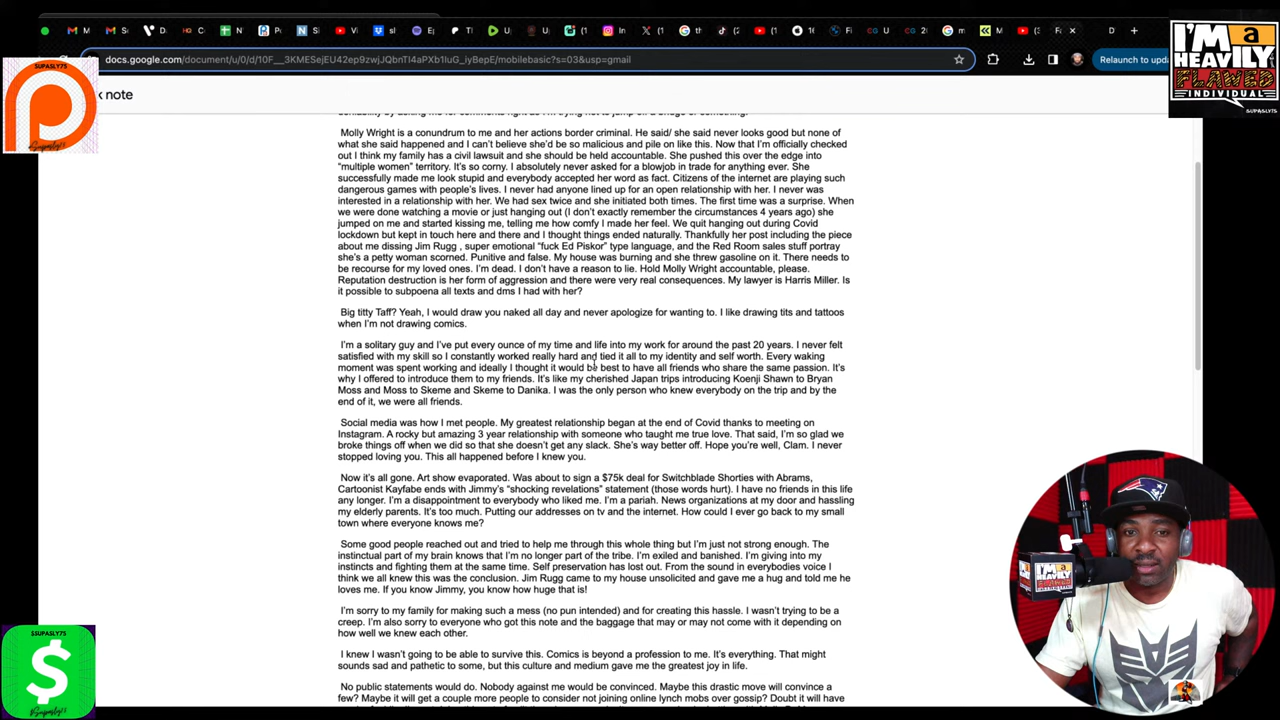 M
S
D
C
N
P
N
Si
Vi
sl
Ep
T
U
(1
In
X
th
(2
O
16
Fi
CG U
CG 2
m
M
F
D
docs.google.com/document/u/0/d/10F__3KMESejEU42ep9zwjJQbnTI4aPXb1IuG_iyBepE/mobilebasic?s=03&usp=gmail
Relaunch to upda
k note
Molly Wright is a conundrum to me and her actions border criminal. He said/ she said never looks good but none of
what she said happened and I can't believe she'd be so malicious and pile on like this. Now that I'm officially checked
out I think my family has a civil lawsuit and she should be held accountable. She pushed this over the edge into
"multiple women" territory. It's so corny. I absolutely never asked for a blowjob in trade for anything ever. She
successfully made me look stupid and everybody accepted her word as fact. Citizens of the internet are playing such
dangerous games with people's lives. I never had anyone lined up for an open relationship with her. I never was
interested in a relationship with her. We had sex twice and she initiated both times. The first time was a surprise. When
we were done watching a movie or just hanging out (I don't exactly remember the circumstances 4 years ago) she
jumped on me and started kissing me, telling me how comfy I made her feel. We quit hanging out during Covid
lockdown but kept in touch here and there and I thought things ended naturally. Thankfully her post including the piece
about me dissing Jim Rugg , super emotional "fuck Ed Piskor" type language, and the Red Room sales stuff portray
she's a petty woman scorned. Punitive and false. My house was burning and she threw gasoline on it. There needs to
be recourse for my loved ones. I'm dead. I don't have a reason to lie. Hold Molly Wright accountable, please.
Reputation destruction is her form of aggression and there were very real consequences. My lawyer is Harris Miller. Is
it possible to subpoena all texts and dms I had with her?
Big titty Taff? Yeah, I would draw you naked all day and never apologize for wanting to. I like drawing tits and tattoos
when I'm not drawing comics.
I'm a solitary guy and I've put every ounce of my time and life into my work for around the past 20 years. I never felt
satisfied with my skill so I constantly worked really hard and tied it all to my identity and self worth. Every waking
moment was spent working and ideally I thought it would be best to have all friends who share the same passion. It's
why I offered to introduce them to my friends. It's like my cherished Japan trips introducing Koenji Shawn to Bryan
Moss and Moss to Skeme and Skeme to Danika. I was the only person who knew everybody on the trip and by the
end of it, we were all friends.
Social media was how I met people. My greatest relationship began at the end of Covid thanks to meeting on
Instagram. A rocky but amazing 3 year relationship with someone who taught me true love. That said, I'm so glad we
broke things off when we did so that she doesn't get any slack. She's way better off. Hope you're well, Clam. I never
stopped loving you. This all happened before I knew you.
Now it's all gone. Art show evaporated. Was about to sign a $75k deal for Switchblade Shorties with Abrams,
Cartoonist Kayfabe ends with Jimmy's "shocking revelations" statement (those words hurt). I have no friends in this life
any longer. I'm a disappointment to everybody who liked me. I'm a pariah. News organizations at my door and hassling
my elderly parents. It's too much. Putting our addresses on tv and the internet. How could I ever go back to my small
town where everyone knows me?
Some good people reached out and tried to help me through this whole thing but I'm just not strong enough. The
instinctual part of my brain knows that I'm no longer part of the tribe. I'm exiled and banished. I'm giving into my
instincts and fighting them at the same time. Self preservation has lost out. From the sound in everybodies voice I
think we all knew this was the conclusion. Jim Rugg came to my house unsolicited and gave me a hug and told me he
loves me. If you know Jimmy, you know how huge that is!
I'm sorry to my family for making such a mess (no pun intended) and for creating this hassle. I wasn't trying to be a
creep. I'm also sorry to everyone who got this note and the baggage that may or may not come with it depending on
how well we knew each other.
I knew I wasn't going to be able to survive this. Comics is beyond a profession to me. It's everything. That might
sounds sad and pathetic to some, but this culture and medium gave me the greatest joy in life.
No public statements would do. Nobody against me would be convinced. Maybe this drastic move will convince a
few? Maybe it will get a couple more people to consider not joining online lynch mobs over gossip? Doubt it will have
I'M a
HEAVILY
FLAWED
INDIVIDUAL
SUPASLY75
SUPASLY75
$SUPASLY75
$